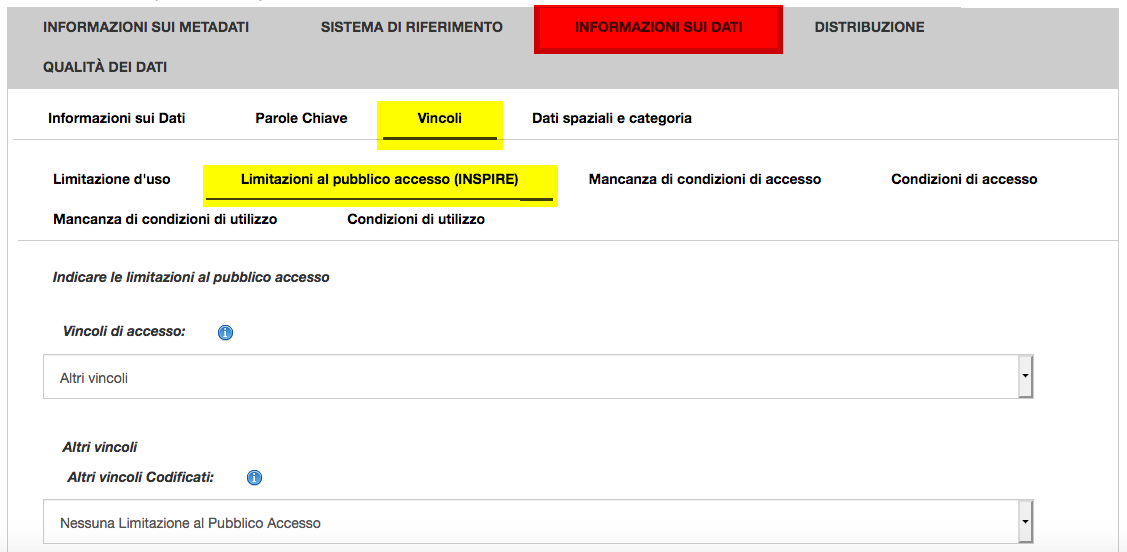 INFORMAZIONI SUI METADATI SISTEMA DI RIFERIMENTO INFORMAZIONI SUI DATI DISTRIBUZIONE
QUALITÀ DEI DATI
Informazioni sui Dati Parole Chiave Vincoli Dati spaziali e categoria
Limitazione d'uso Limitazioni al pubblico accesso (INSPIRE) Mancanza di condizioni di accesso Condizioni di accesso
Mancanza di condizioni di utilizzo Condizioni di utilizzo
Indicare le limitazioni al pubblico accesso
Vincoli di accesso:
Altri vincoli
Altri vincoli
Altri vincoli Codificati:
Nessuna Limitazione al Pubblico Accesso